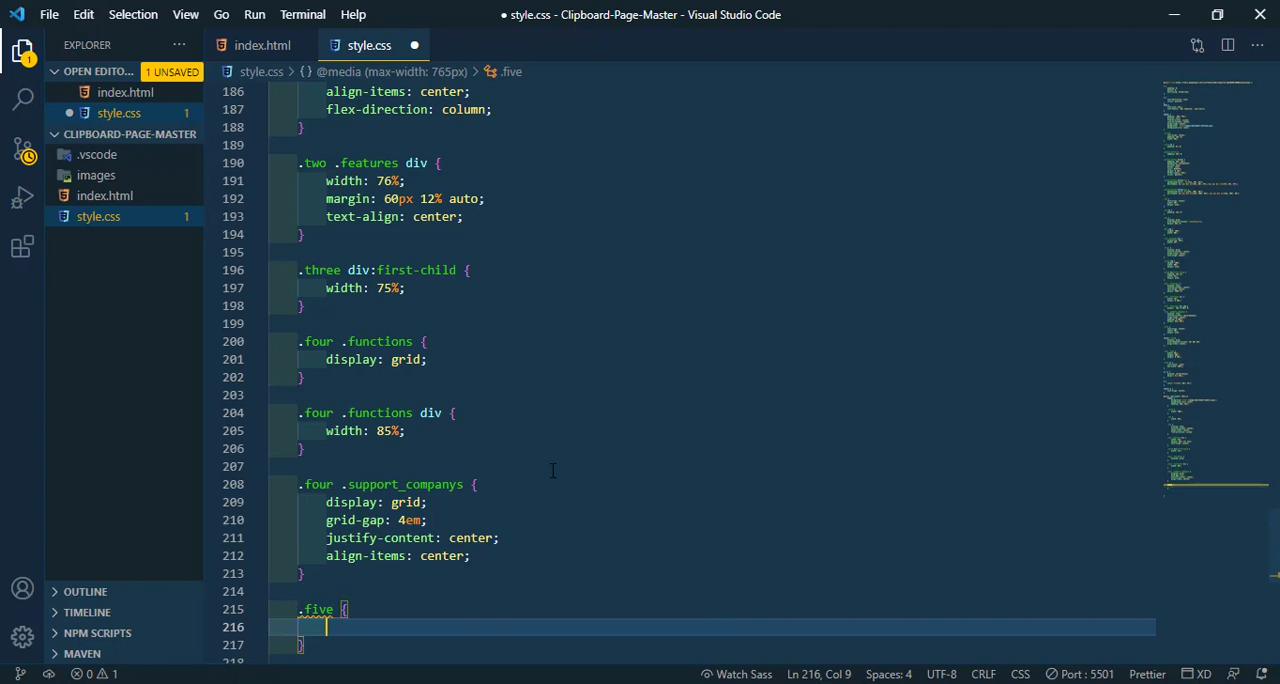 File Edit Selection View Go Run Terminal Help
● style.css - Clipboard-Page-Master - Visual Studio Code
EXPLORER
index.html
style.css
OPEN EDITO... 1 UNSAVED
style.css > {} @media (max-width: 765px) > .five
index.html
style.css 1
CLIPBOARD-PAGE-MASTER
.vscode
images
index.html
style.css 1
186 align-items: center;
187 flex-direction: column;
188 }
189
190 .two .features div {
191 width: 76%;
192 margin: 60px 12% auto;
193 text-align: center;
194 }
195
196 .three div:first-child {
197 width: 75%;
198 }
199
200 .four .functions {
201 display: grid;
202 }
203
204 .four .functions div {
205 width: 85%;
206 }
207
208 .four .support_companys {
209 display: grid;
210 grid-gap: 4em;
211 justify-content: center;
212 align-items: center;
213 }
214
215 .five {
216
217 }
218
1
OUTLINE
TIMELINE
NPM SCRIPTS
MAVEN
0 1
Watch Sass Ln 216, Col 9 Spaces: 4 UTF-8 CRLF CSS Port : 5501 Prettier XD